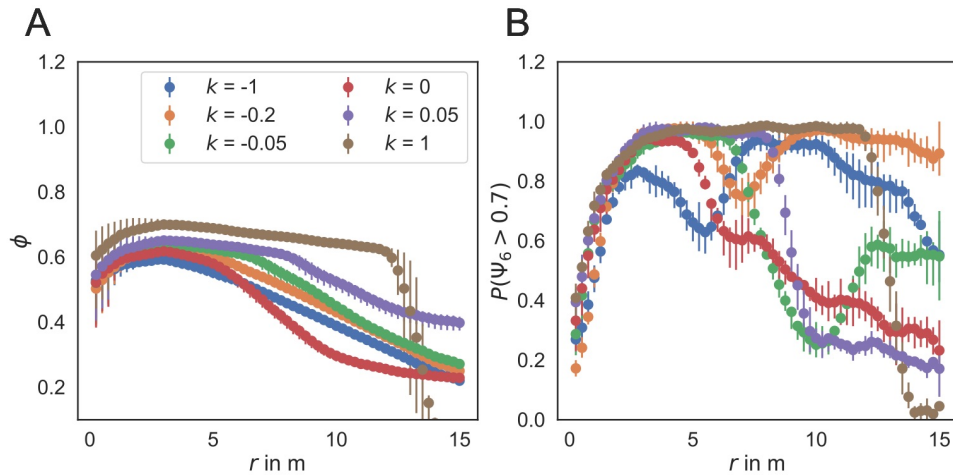 A
1.2
1.0
0.8
0.6
0.4
0.2
ϕ
k = -1
k = -0.2
k = -0.05
k = 0
k = 0.05
k = 1
0
5
10
15
r in m
B
1.2
1.0
0.8
0.6
0.4
0.2
0.0
P(Ψ₆ > 0.7)
0
5
10
15
r in m